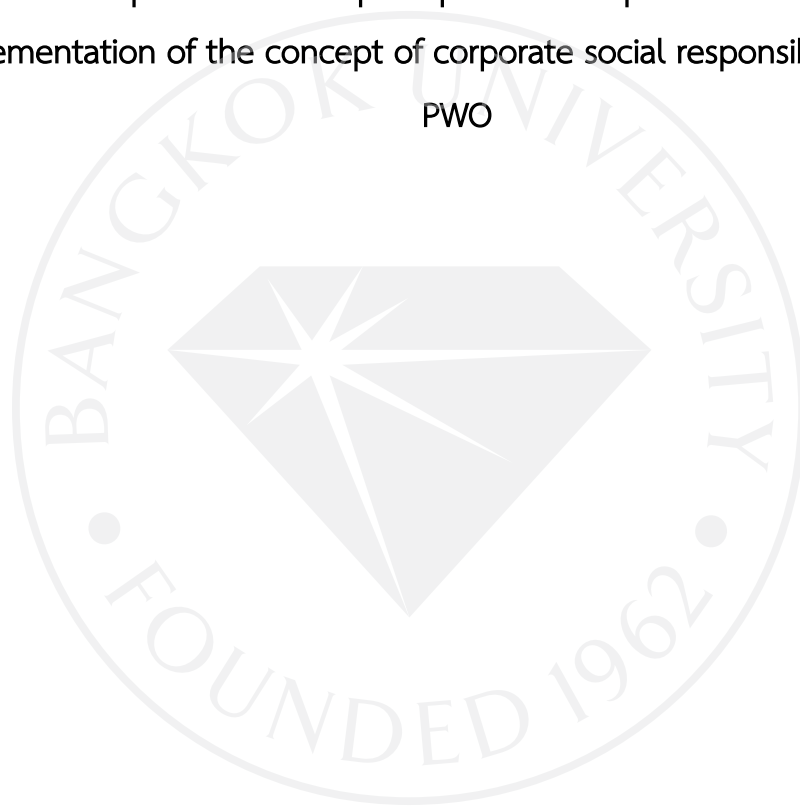 ementation of the concept of corporate social responsi
PWO
BANGKOK UNIVERSITY
FOUNDED 1962